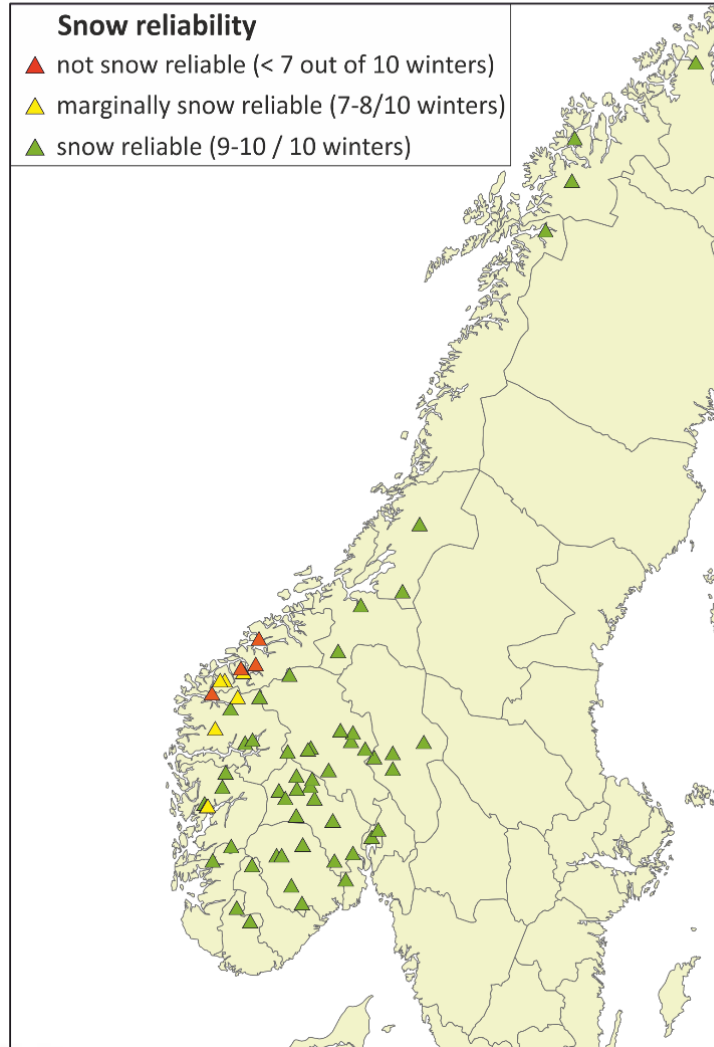 Snow reliability
not snow reliable (< 7 out of 10 winters)
marginally snow reliable (7-8/10 winters)
snow reliable (9-10 / 10 winters)